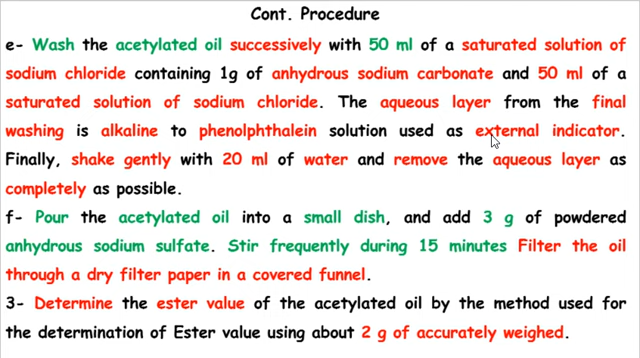 Cont. Procedure
e- Wash the acetylated oil successively with 50 ml of a saturated solution of
sodium chloride containing 1g of anhydrous sodium carbonate and 50 ml of a
saturated solution of sodium chloride. The aqueous layer from the final
washing is alkaline to phenolphthalein solution used as external indicator.
Finally, shake gently with 20 ml of water and remove the aqueous layer as
completely as possible.
f- Pour the acetylated oil into a small dish, and add 3 g of powdered
anhydrous sodium sulfate. Stir frequently during 15 minutes Filter the oil
through a dry filter paper in a covered funnel.
3- Determine the ester value of the acetylated oil by the method used for
the determination of Ester value using about 2 g of accurately weighed.